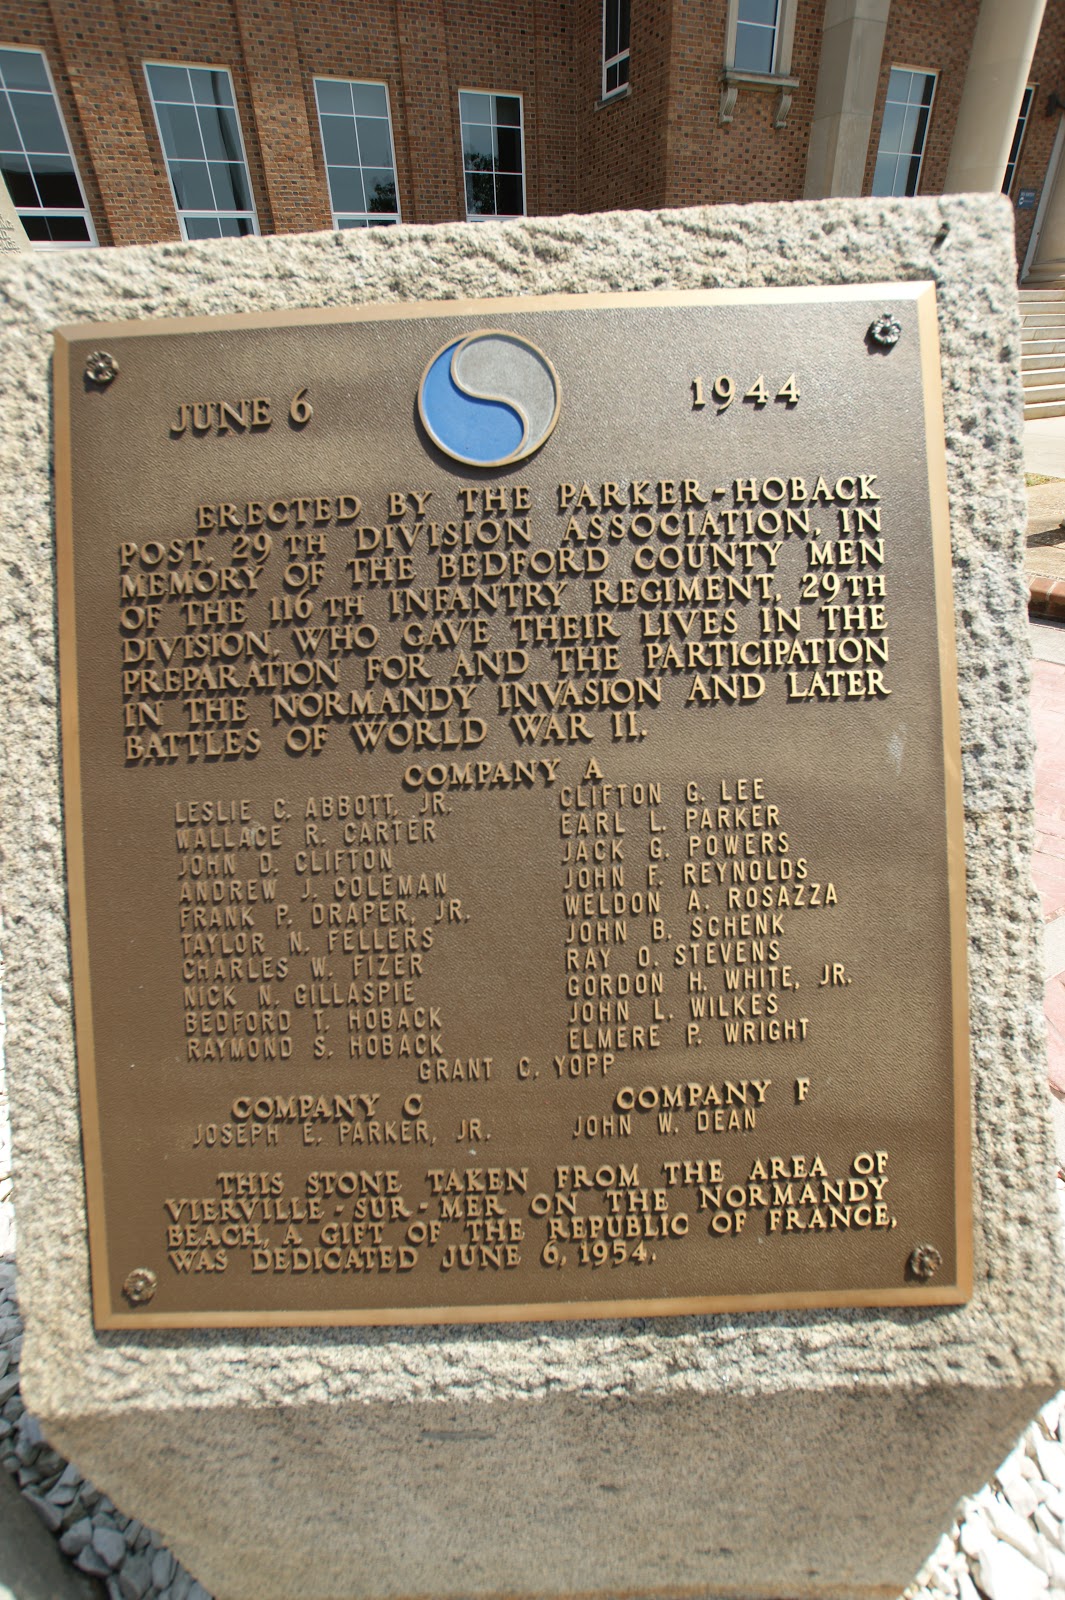 JUNE 6 1944
ERECTED BY THE PARKER-HOBACK
POST, 29TH DIVISION ASSOCIATION, IN
MEMORY OF THE BEDFORD COUNTY MEN
OF THE 116TH INFANTRY REGIMENT, 29TH
DIVISION, WHO GAVE THEIR LIVES IN THE
PREPARATION FOR AND THE PARTICIPATION
IN THE NORMANDY INVASION AND LATER
BATTLES OF WORLD WAR II.
COMPANY A
LESLIE C. ABBOTT, JR.
WALLACE R. CARTER
JOHN D. CLIFTON
ANDREW J. COLEMAN
FRANK P. DRAPER, JR.
TAYLOR N. FELLERS
CHARLES W. FIZER
NICK N. GILLASPIE
BEDFORD T. HOBACK
RAYMOND S. HOBACK
CLIFTON G. LEE
EARL L. PARKER
JACK G. POWERS
JOHN F. REYNOLDS
WELDON A. ROSAZZA
JOHN B. SCHENK
RAY O. STEVENS
GORDON H. WHITE, JR.
JOHN L. WILKES
ELMERE P. WRIGHT
GRANT C. YOPP
COMPANY C
JOSEPH E. PARKER, JR.
COMPANY F
JOHN W. DEAN
THIS STONE TAKEN FROM THE AREA OF
VIERVILLE-SUR-MER ON THE NORMANDY
BEACH, A GIFT OF THE REPUBLIC OF FRANCE,
WAS DEDICATED JUNE 6, 1954.